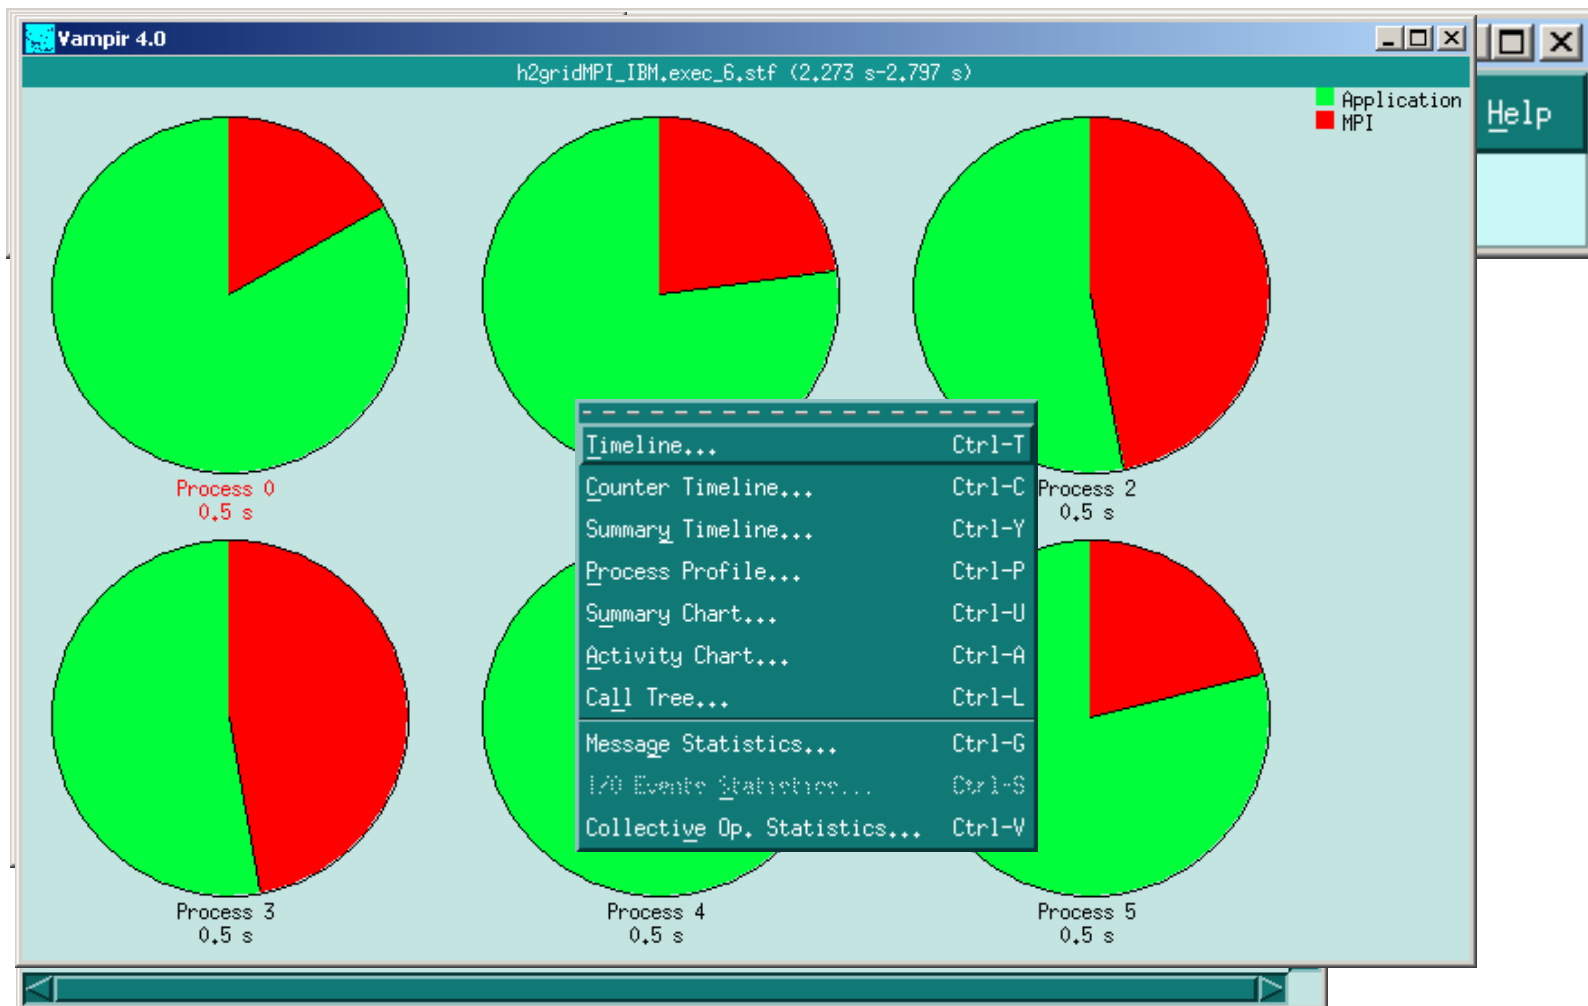 Vampir 4.0
h2gridMPI_IBM.exec_6.stf (2.273 s-2.797 s)
Application
MPI
Help
Process 0
0.5 s
Process 2
0.5 s
Timeline... Ctrl-T
Counter Timeline... Ctrl-C
Summary Timeline... Ctrl-Y
Process Profile... Ctrl-P
Summary Chart... Ctrl-U
Activity Chart... Ctrl-A
Call Tree... Ctrl-L
Message Statistics... Ctrl-G
I/O Events Statistics... Ctrl-S
Collective Op. Statistics... Ctrl-V
Process 3
0.5 s
Process 4
0.5 s
Process 5
0.5 s